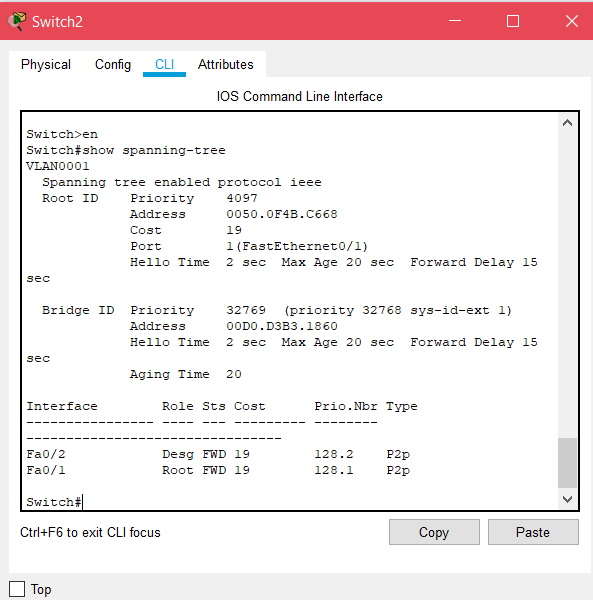 Switch2
Physical Config CLI Attributes
IOS Command Line Interface
Switch>en
Switch#show spanning-tree
VLAN0001
  Spanning tree enabled protocol ieee
  Root ID    Priority    4097
             Address     0050.0F4B.C668
             Cost        19
             Port        1(FastEthernet0/1)
             Hello Time  2 sec  Max Age 20 sec  Forward Delay 15
sec
  Bridge ID  Priority    32769  (priority 32768 sys-id-ext 1)
             Address     00D0.D3B3.1860
             Hello Time  2 sec  Max Age 20 sec  Forward Delay 15
sec
             Aging Time  20
Interface        Role Sts Cost      Prio.Nbr Type
---------------- ---- --- --------- --------
--------------------------------
Fa0/2            Desg FWD 19        128.2    P2p
Fa0/1            Root FWD 19        128.1    P2p
Switch#
Ctrl+F6 to exit CLI focus Copy Paste
Top